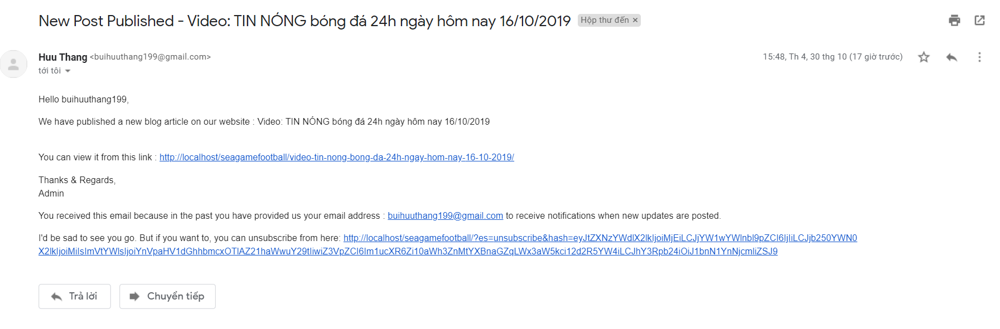 New Post Published - Video: TIN NÓNG bóng đá 24h ngày hôm nay 16/10/2019 Hộp thư đến ×
Huu Thang <buihuuthang199@gmail.com> 15:48, Th 4, 30 thg 10 (17 giờ trước)
tới tôi
Hello buihuuthang199,
We have published a new blog article on our website : Video: TIN NÓNG bóng đá 24h ngày hôm nay 16/10/2019
You can view it from this link : http://localhost/seagamefootball/video-tin-nong-bong-da-24h-ngay-hom-nay-16-10-2019/
Thanks & Regards,
Admin
You received this email because in the past you have provided us your email address : buihuuthang199@gmail.com to receive notifications when new updates are posted.
I'd be sad to see you go. But if you want to, you can unsubscribe from here: http://localhost/seagamefootball/?es=unsubscribe&hash=eyJtZXNzYWdlX2lkIjoiMjEiLCJjYW1wYWlnbl9pZCI6IjIiLCJjb250YWN0
X2lkIjoiMiIsImVtYWlsIjoiYnVpaHV1dGhhbmcxOTlAZ21haWwuY29tIiwiZ3VpZCI6Im1ucXR6Zi10aWh3ZnMtYXBnaGZqLWx3aW5kci12d2R5YW4iLCJhY3Rpb24iOiJ1bnN1YnNjcmliZSJ9
Trả lời Chuyển tiếp